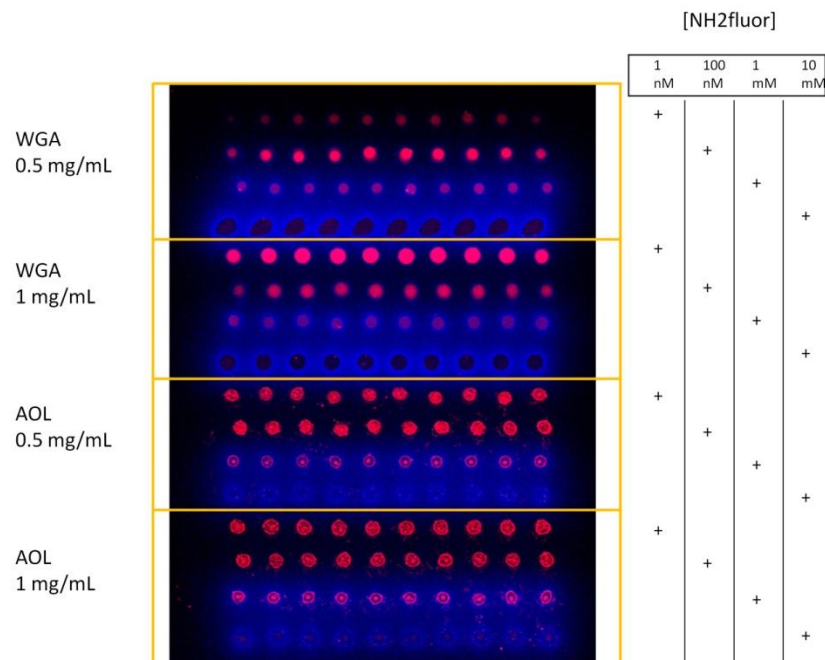 [NH2fluor]
1 100 1 10
nM nM mM mM
+
WGA
0.5 mg/mL
+
+
+
WGA
1 mg/mL
+
+
+
+
AOL
0.5 mg/mL
+
+
+
+
AOL
1 mg/mL
+
+
+
+